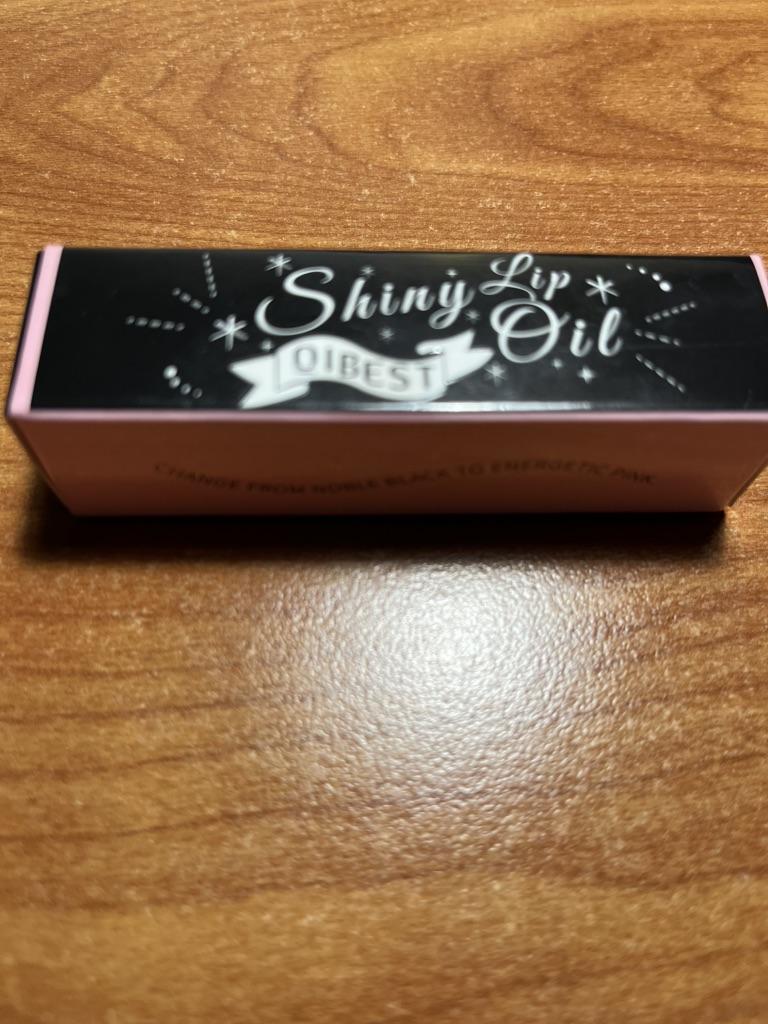 Shiny Lip
Oil
QIBEST
CHANGE FROM NOBLE BLACK TO ENERGETIC PINK